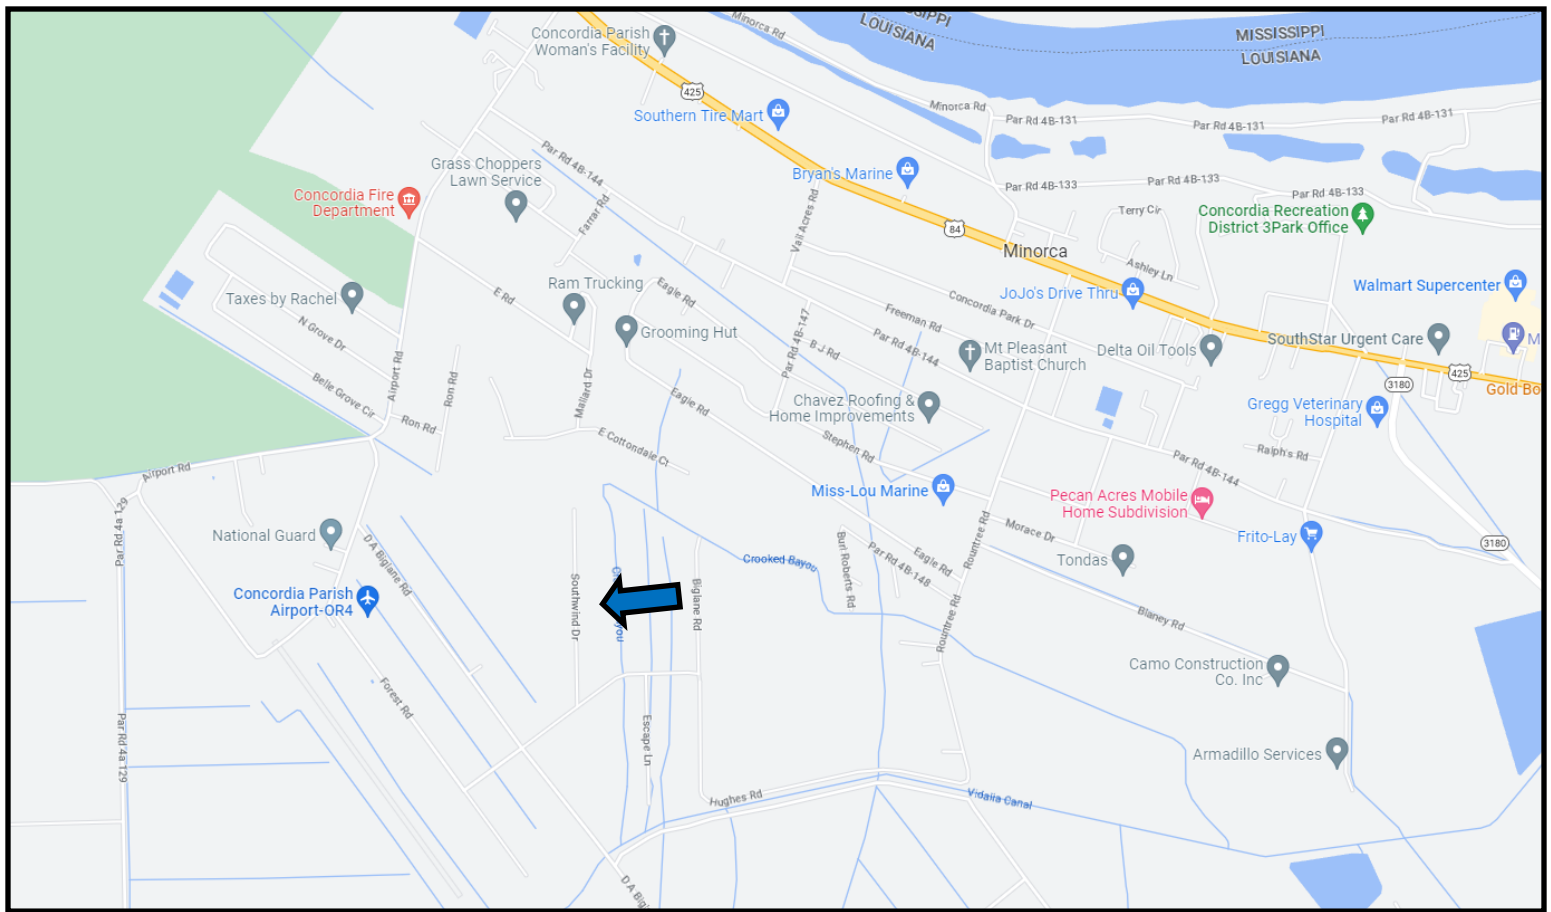 MISSISSIPPI
LOUISIANA
MISSISSIPPI
LOUISIANA
Minorca Rd
Concordia Parish
Woman's Facility
425
Southern Tire Mart
Minorca Rd
Par Rd 4B-131
Par Rd 4B-131
Par Rd 4B-131
Grass Choppers
Lawn Service
Par Rd 4B-144
Bryan's Marine
Par Rd 4B-133
Par Rd 4B-133
Par Rd 4B-133
Concordia Fire
Department
Farrar Rd
Vail Acres Rd
84
Terry Cir
Concordia Recreation
District 3Park Office
Minorca
Ashley Ln
Taxes by Rachel
Ram Trucking
E Rd
Eagle Rd
Concordia Park Dr
JoJo's Drive Thru
Walmart Supercenter
N Grove Dr
Grooming Hut
Par Rd 4B-147
B J Rd
Freeman Rd
Par Rd 4B-144
Mt Pleasant
Baptist Church
Delta Oil Tools
SouthStar Urgent Care
M
Belle Grove Cir
Airport Rd
Ron Rd
Ron Rd
Mallard Dr
Eagle Rd
Chavez Roofing &
Home Improvements
3180
425
Gold Bo
Gregg Veterinary
Hospital
E Cottondale Ct
Stephen Rd
Ralph's Rd
Airport Rd
Par Rd 4a 129
Miss-Lou Marine
Par Rd 4B-144
Pecan Acres Mobile
Home Subdivision
National Guard
D A Biglane Rd
Crooked Bayou
Burl Roberts Rd
Par Rd 4B-148
Eagle Rd
Rountree Rd
Morace Dr
Tondas
Frito-Lay
3180
Concordia Parish
Airport-OR4
Southwind Dr
you
Biglane Rd
Rountree Rd
Blaney Rd
Camo Construction
Co. Inc
Forest Rd
Par Rd 4a 129
Escape Ln
Armadillo Services
Hughes Rd
Vidalia Canal
D A Bigl